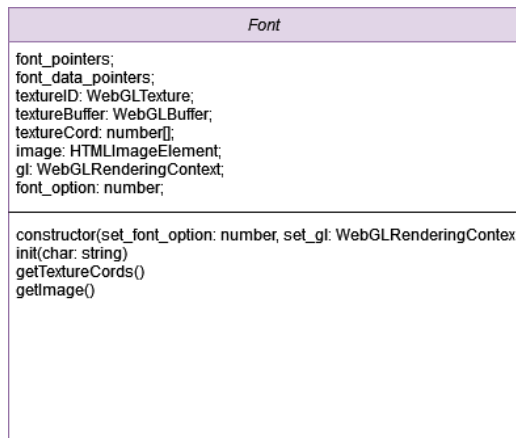 Font
font_pointers;
font_data_pointers;
textureID: WebGLTexture;
textureBuffer: WebGLBuffer;
textureCord: number[];
image: HTMLImageElement;
gl: WebGLRenderingContext;
font_option: number;
constructor(set_font_option: number, set_gl: WebGLRenderingContex
init(char: string)
getTextureCords()
getImage()